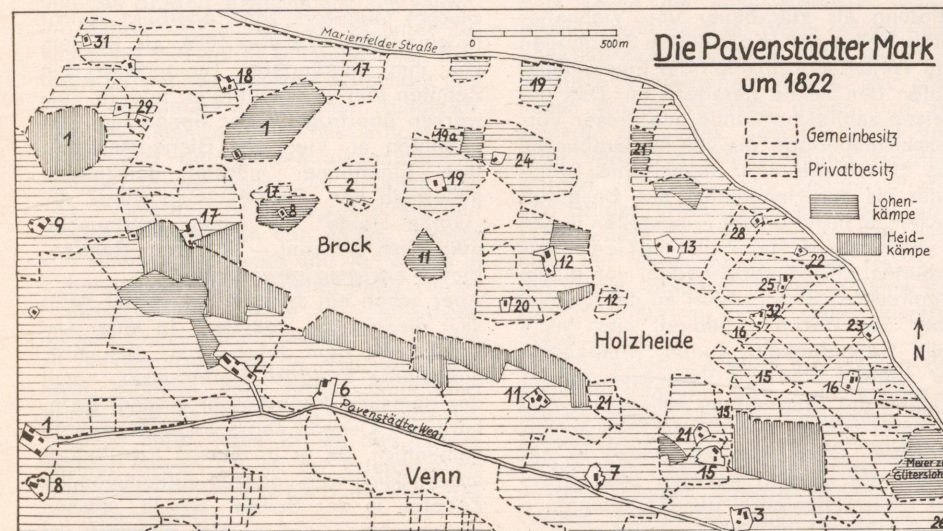 Die Pavenstädter Mark
um 1822
Gemeinbesitz
Privatbesitz
Lohen-
kämpe
Heid-
kämpe
N
0 500m
Marienfelder Straße
31
18
17
19
29
1
1
19a
24
21
17
2
19
8
9
17
Brock
11
12
13
28
22
25
20
12
32
16
23
Holzheide
2
6
11
21
15
16
15
1
Pavenstädter Weg
21
15
8
Venn
7
3
Meier zu
Gütersloh